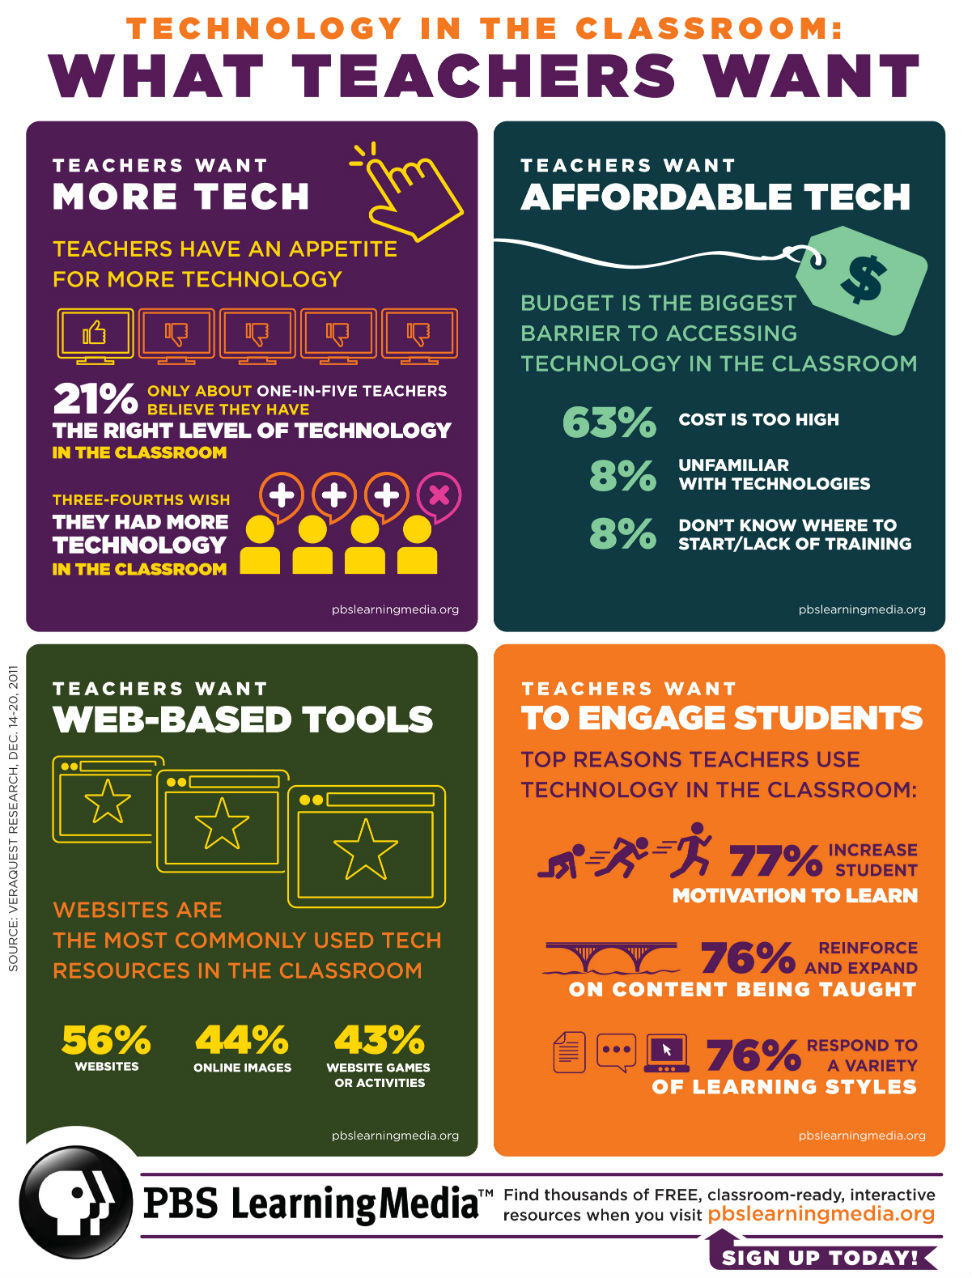 TECHNOLOGY IN THE CLASSROOM:
WHAT TEACHERS WANT
TEACHERS WANT
MORE TECH
TEACHERS HAVE AN APPETITE
FOR MORE TECHNOLOGY
21% ONLY ABOUT ONE-IN-FIVE TEACHERS
BELIEVE THEY HAVE
THE RIGHT LEVEL OF TECHNOLOGY
IN THE CLASSROOM
THREE-FOURTHS WISH
THEY HAD MORE
TECHNOLOGY
IN THE CLASSROOM
pbslearningmedia.org
TEACHERS WANT
AFFORDABLE TECH
$
BUDGET IS THE BIGGEST
BARRIER TO ACCESSING
TECHNOLOGY IN THE CLASSROOM
63% COST IS TOO HIGH
8% UNFAMILIAR
WITH TECHNOLOGIES
8% DON'T KNOW WHERE TO
START/LACK OF TRAINING
pbslearningmedia.org
TEACHERS WANT
WEB-BASED TOOLS
WEBSITES ARE
THE MOST COMMONLY USED TECH
RESOURCES IN THE CLASSROOM
56% 44% 43%
WEBSITES ONLINE IMAGES WEBSITE GAMES
OR ACTIVITIES
pbslearningmedia.org
TEACHERS WANT
TO ENGAGE STUDENTS
TOP REASONS TEACHERS USE
TECHNOLOGY IN THE CLASSROOM:
77% INCREASE
STUDENT
MOTIVATION TO LEARN
76% REINFORCE
AND EXPAND
ON CONTENT BEING TAUGHT
76% RESPOND TO
A VARIETY
OF LEARNING STYLES
pbslearningmedia.org
SOURCE: VERAQUEST RESEARCH, DEC. 14-20, 2011
PBS LearningMedia™ Find thousands of FREE, classroom-ready, interactive
resources when you visit pbslearningmedia.org
SIGN UP TODAY!